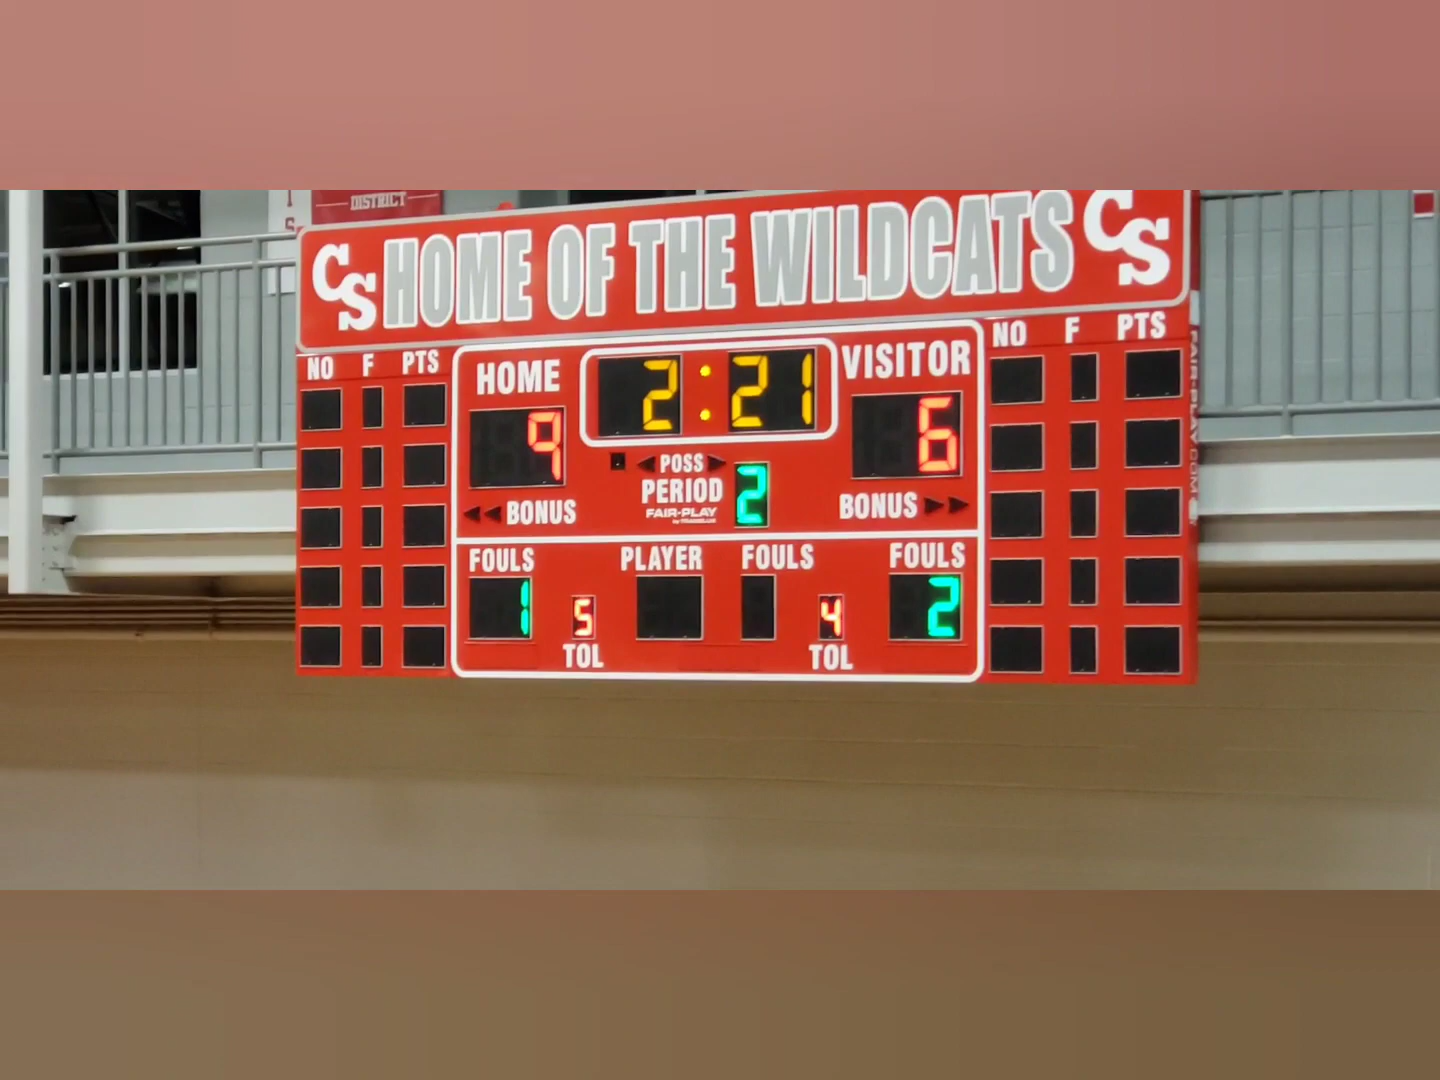 DISTRICT
CS HOME OF THE WILDCATS CS
NO F PTS
HOME
2:21
VISITOR
NO F PTS
9
6
POSS
PERIOD 2
FAIR-PLAY
BONUS
BONUS
FOULS
PLAYER
FOULS
FOULS
1
5
4
2
TOL
TOL
FAIR-PLAY.COM